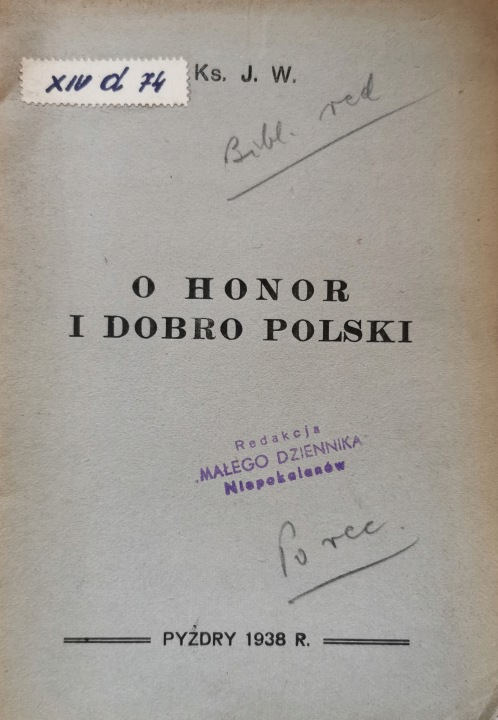 XIV d 74
Ks. J. W.
Bibl. red
O HONOR
I DOBRO POLSKI
Redakcja
"MAŁEGO DZIENNIKA"
Niepokalanów
Po rec.
PYZDRY 1938 R.